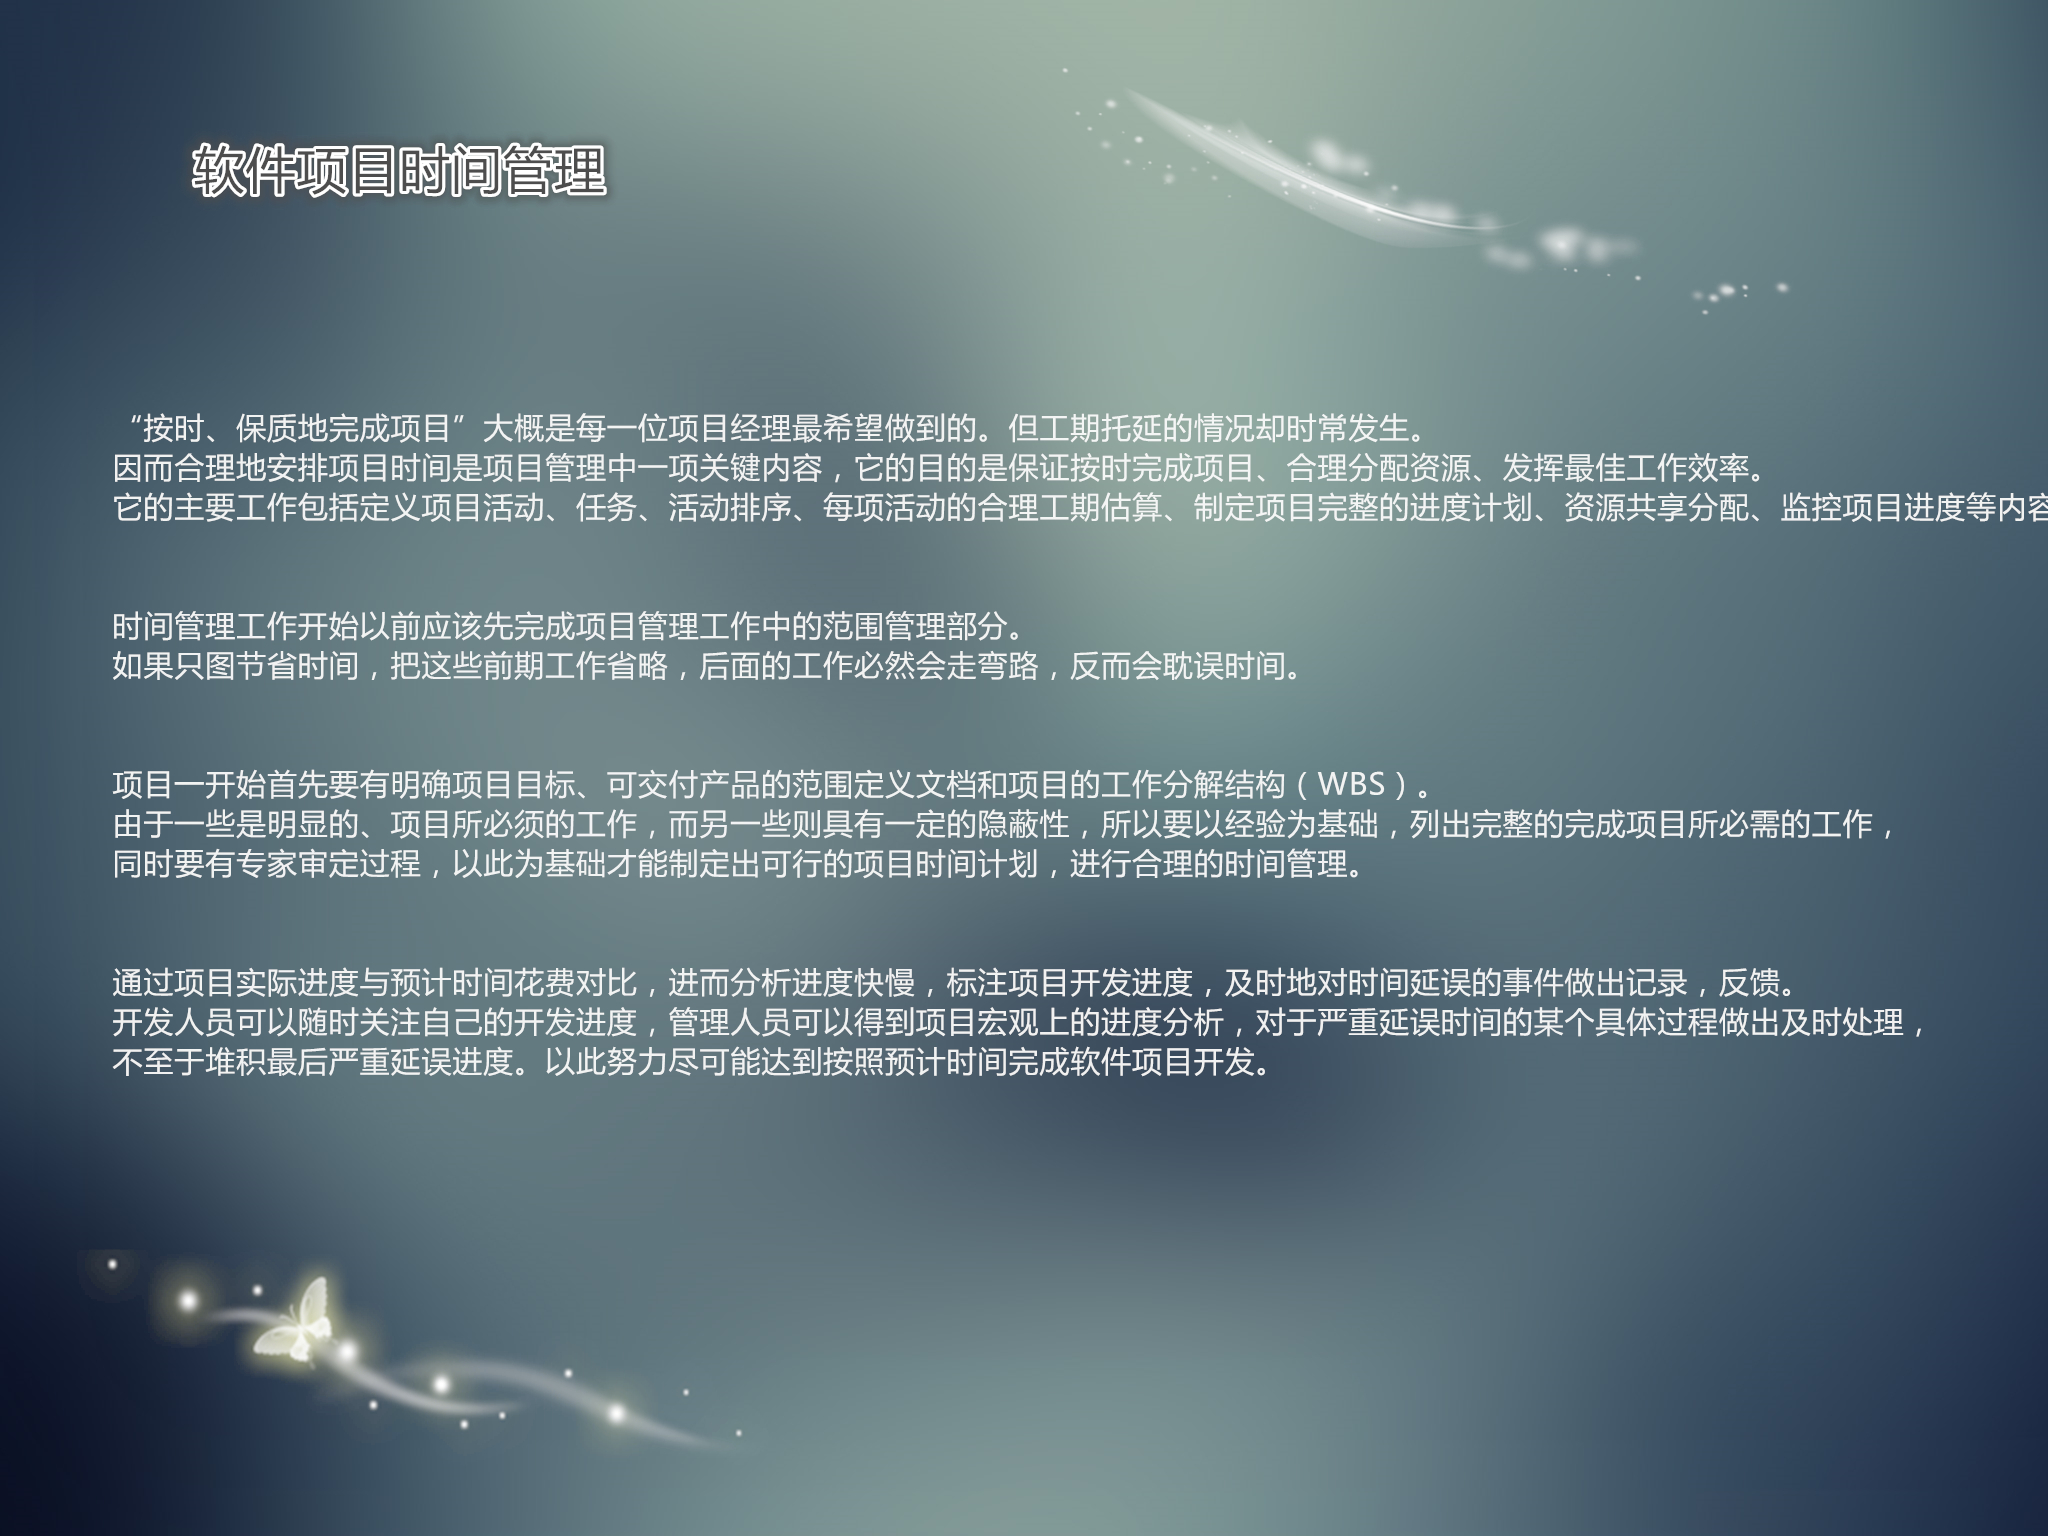 软件项目时间管理
“按时、保质地完成项目”大概是每一位项目经理最希望做到的。但工期托延的情况却时常发生。
因而合理地安排项目时间是项目管理中一项关键内容，它的目的是保证按时完成项目、合理分配资源、发挥最佳工作效率。
它的主要工作包括定义项目活动、任务、活动排序、每项活动的合理工期估算、制定项目完整的进度计划、资源共享分配、监控项目进度等内容
时间管理工作开始以前应该先完成项目管理工作中的范围管理部分。
如果只图节省时间，把这些前期工作省略，后面的工作必然会走弯路，反而会耽误时间。
项目一开始首先要有明确项目目标、可交付产品的范围定义文档和项目的工作分解结构（WBS）。
由于一些是明显的、项目所必须的工作，而另一些则具有一定的隐蔽性，所以要以经验为基础，列出完整的完成项目所必需的工作，
同时要有专家审定过程，以此为基础才能制定出可行的项目时间计划，进行合理的时间管理。
通过项目实际进度与预计时间花费对比，进而分析进度快慢，标注项目开发进度，及时地对时间延误的事件做出记录，反馈。
开发人员可以随时关注自己的开发进度，管理人员可以得到项目宏观上的进度分析，对于严重延误时间的某个具体过程做出及时处理，
不至于堆积最后严重延误进度。以此努力尽可能达到按照预计时间完成软件项目开发。